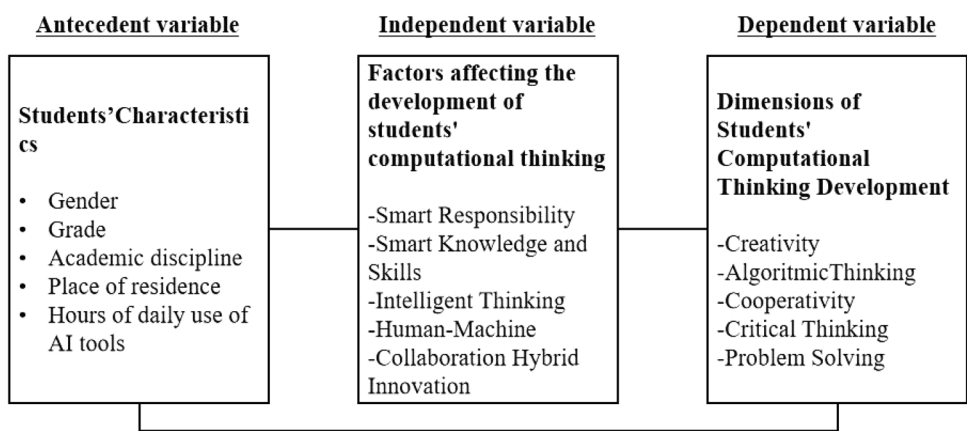 Antecedent variable
Independent variable
Dependent variable
Students’Characteristi
cs
• Gender
• Grade
• Academic discipline
• Place of residence
• Hours of daily use of
AI tools
Factors affecting the
development of
students'
computational thinking
-Smart Responsibility
-Smart Knowledge and
Skills
-Intelligent Thinking
-Human-Machine
-Collaboration Hybrid
Innovation
Dimensions of
Students'
Computational
Thinking Development
-Creativity
-AlgoritmicThinking
-Cooperativity
-Critical Thinking
-Problem Solving